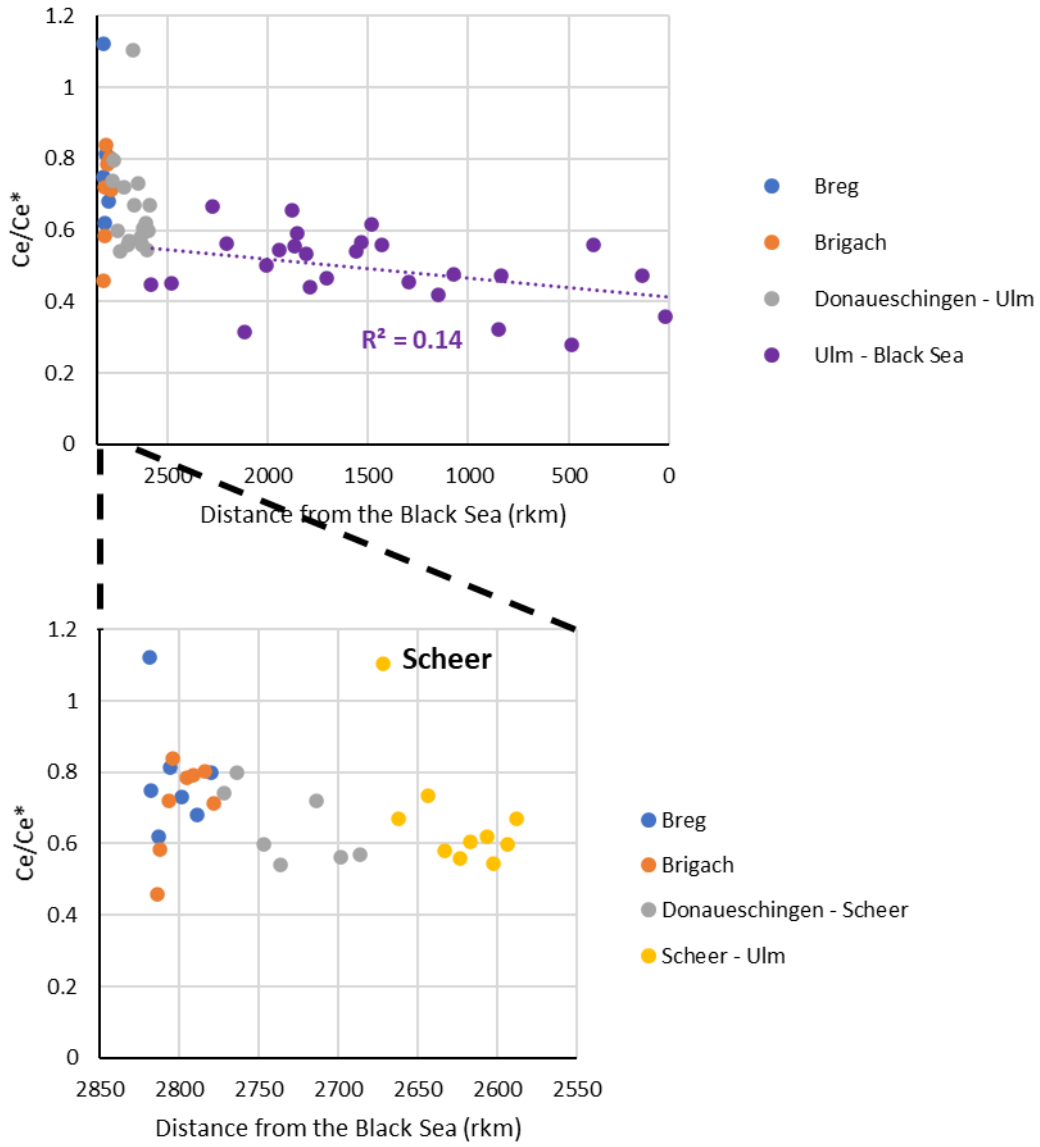 1.2
1
0.8
0.6
0.4
0.2
0
Ce/Ce*
R² = 0.14
2500 2000 1500 1000 500 0
Distance from the Black Sea (rkm)
Breg
Brigach
Donaueschingen - Ulm
Ulm - Black Sea
1.2
1
0.8
0.6
0.4
0.2
0
Ce/Ce*
Scheer
2850 2800 2750 2700 2650 2600 2550
Distance from the Black Sea (rkm)
Breg
Brigach
Donaueschingen - Scheer
Scheer - Ulm